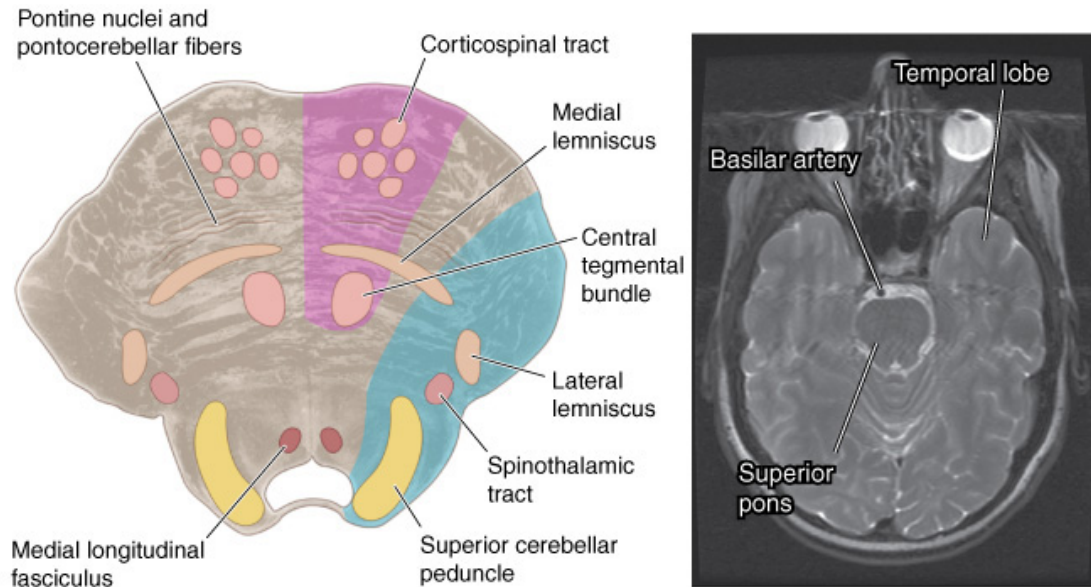 Pontine nuclei and
pontocerebellar fibers
Corticospinal tract
Medial
lemniscus
Central
tegmental
bundle
Lateral
lemniscus
Spinothalamic
tract
Superior cerebellar
peduncle
Medial longitudinal
fasciculus
Temporal lobe
Basilar artery
Superior
pons